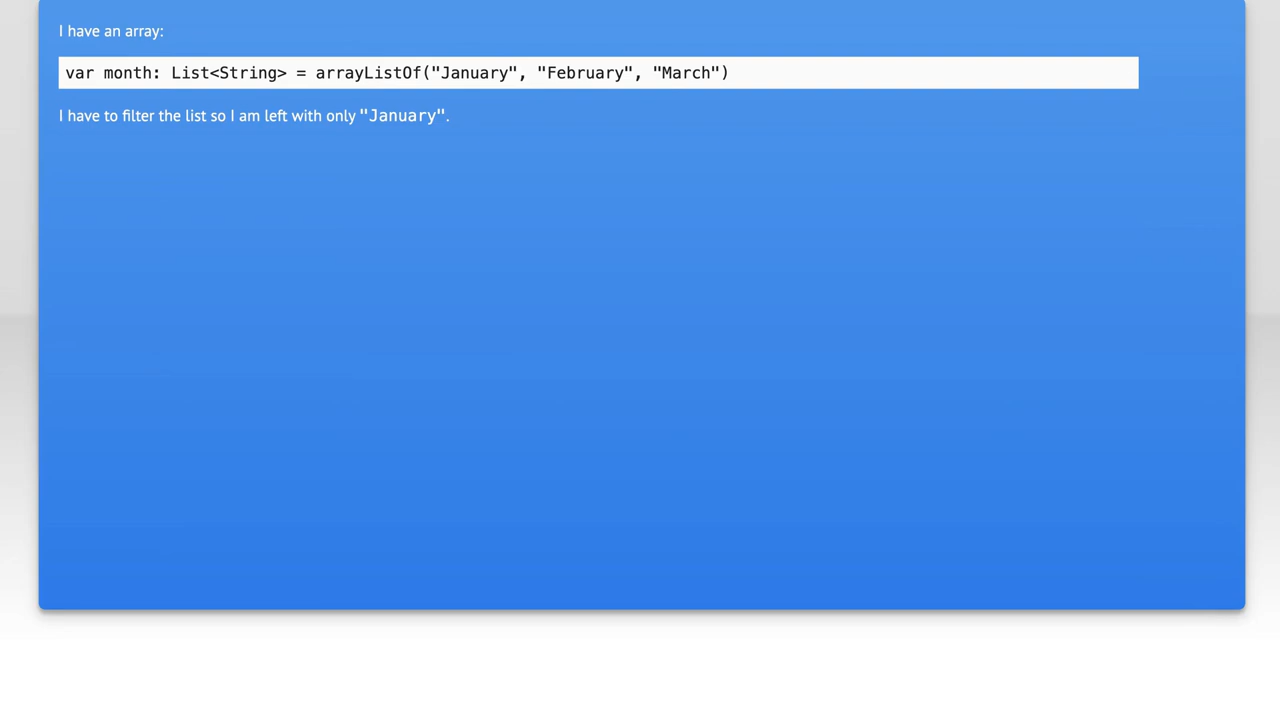 I have an array:
var month: List<String> = arrayListOf("January", "February", "March")
I have to filter the list so I am left with only "January".